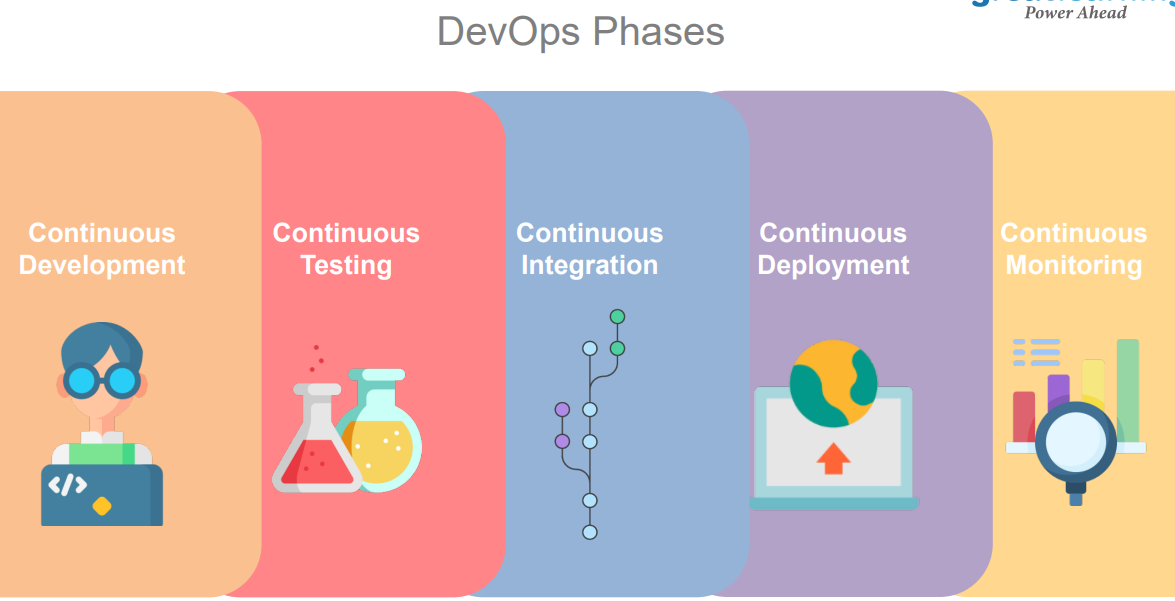 Power Ahead
DevOps Phases
Continuous
Development
Continuous
Testing
Continuous
Integration
Continuous
Deployment
Continuous
Monitoring
</>